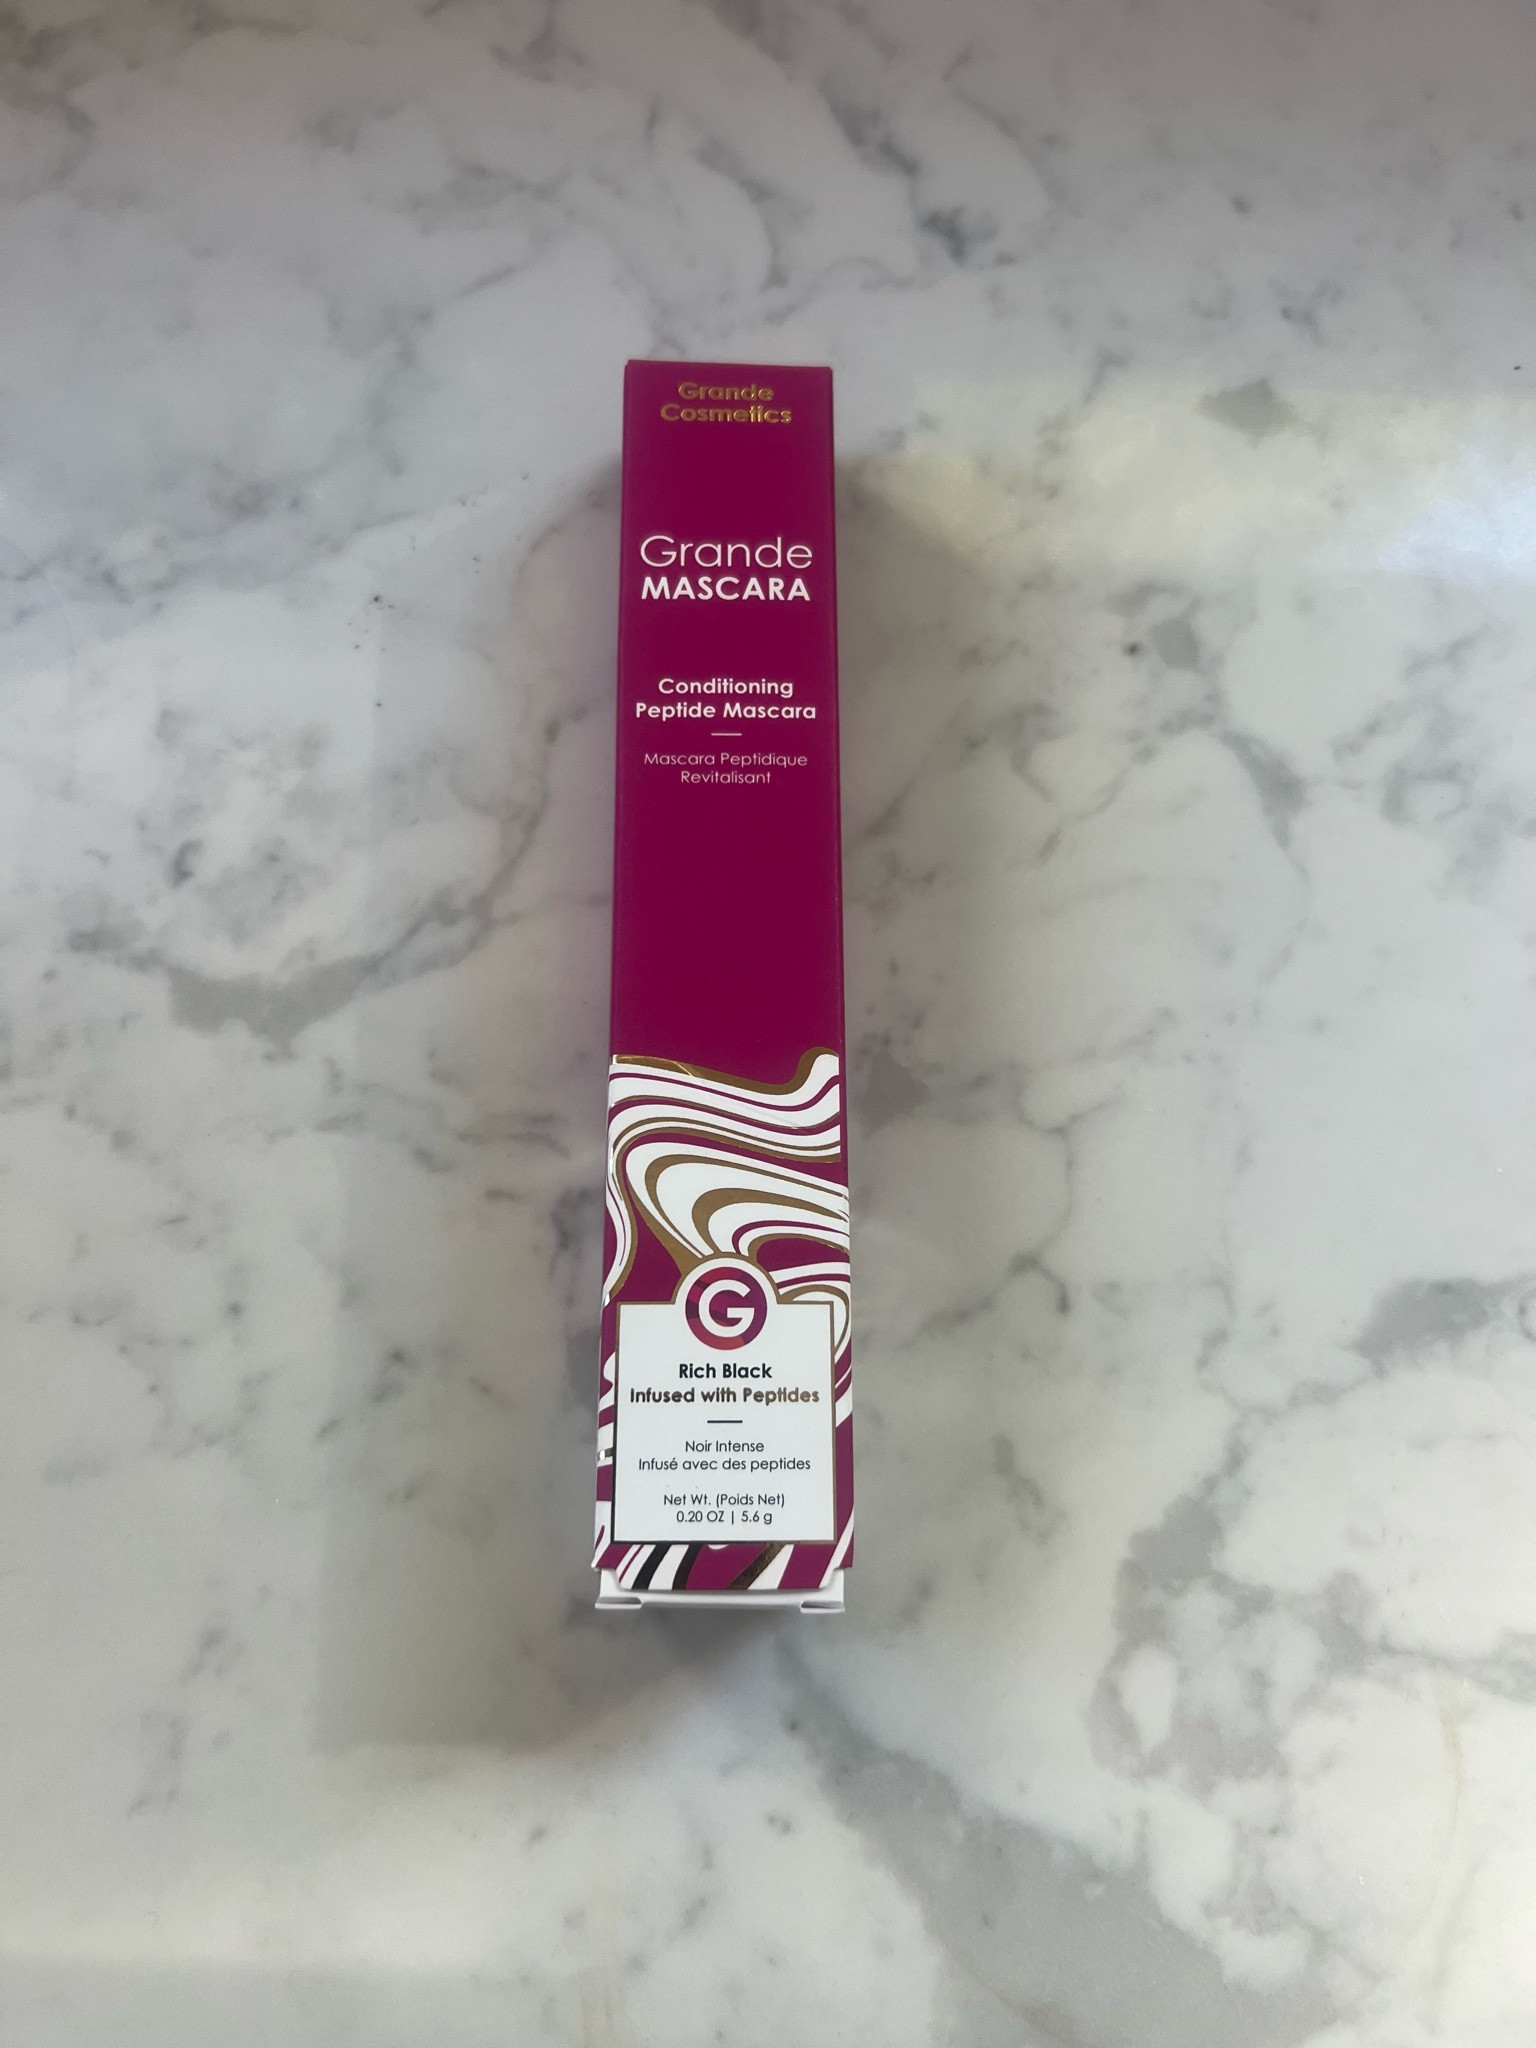 Grande
Cosmetics
Grande
MASCARA
Conditioning
Peptide Mascara
Mascara Peptidique
Revitalisant
G
Rich Black
Infused with Peptides
Noir Intense
Infusé avec des peptides
Net Wt. (Poids Net)
0.20 OZ | 5.6 g